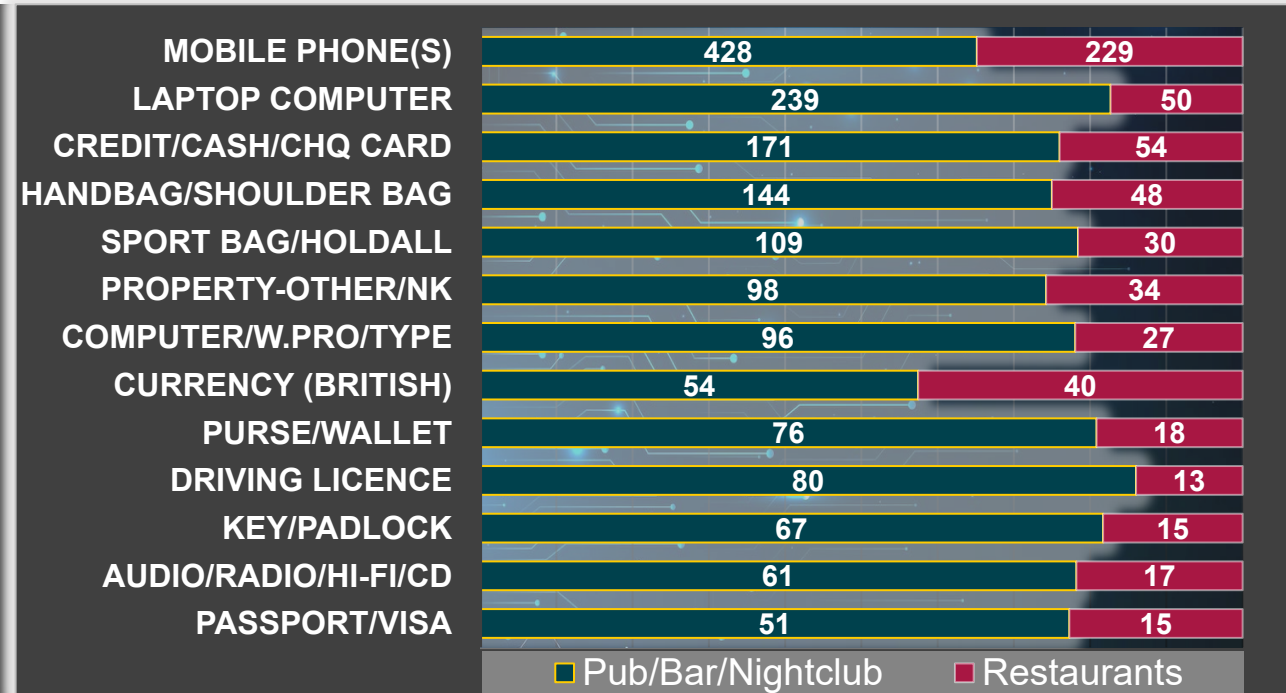 MOBILE PHONE(S) 428 229
LAPTOP COMPUTER 239 50
CREDIT/CASH/CHQ CARD 171 54
HANDBAG/SHOULDER BAG 144 48
SPORT BAG/HOLDALL 109 30
PROPERTY-OTHER/NK 98 34
COMPUTER/W.PRO/TYPE 96 27
CURRENCY (BRITISH) 54 40
PURSE/WALLET 76 18
DRIVING LICENCE 80 13
KEY/PADLOCK 67 15
AUDIO/RADIO/HI-FI/CD 61 17
PASSPORT/VISA 51 15
Pub/Bar/Nightclub Restaurants